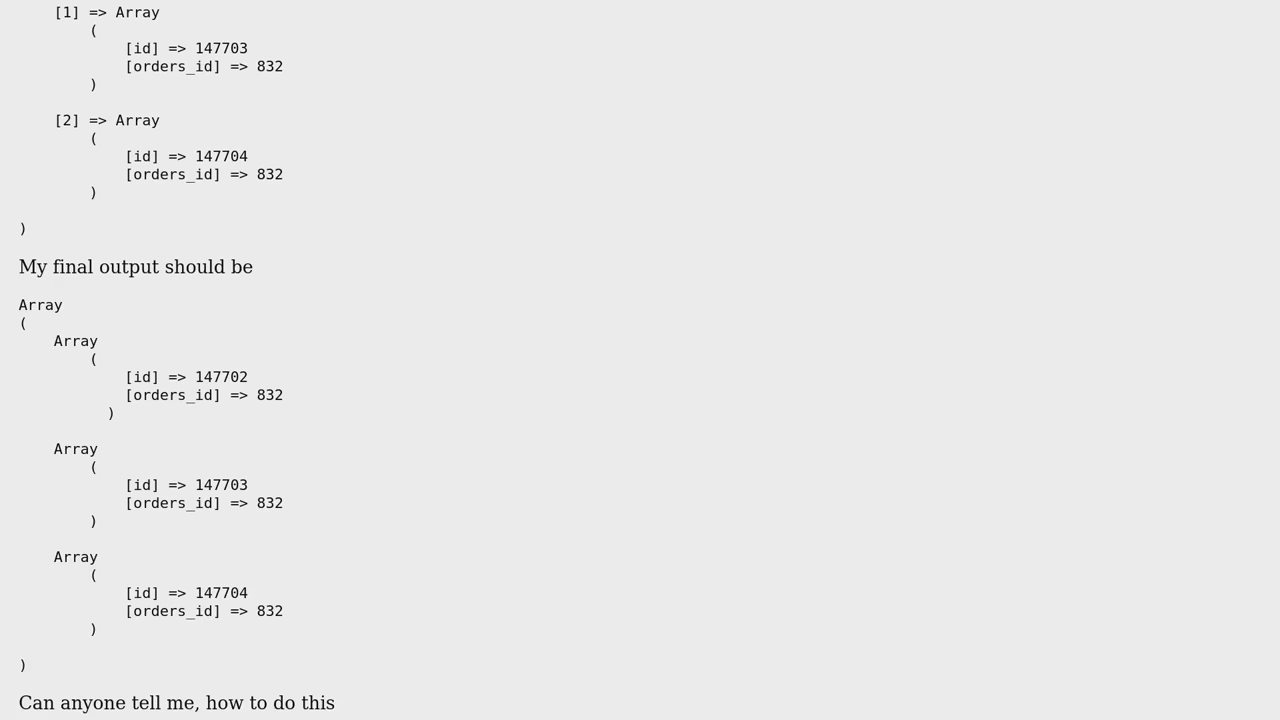 [1] => Array
(
[id] => 147703
[orders_id] => 832
)
[2] => Array
(
[id] => 147704
[orders_id] => 832
)
)
My final output should be
Array
(
Array
(
[id] => 147702
[orders_id] => 832
)
Array
(
[id] => 147703
[orders_id] => 832
)
Array
(
[id] => 147704
[orders_id] => 832
)
)
Can anyone tell me, how to do this